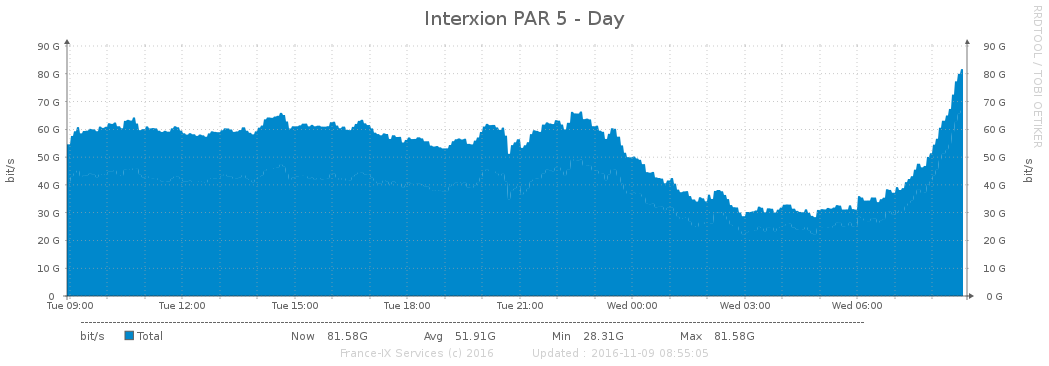 Interxion PAR 5 - Day
RRDTOOL / TOBI OETIKER
bit/s
90 G
80 G
70 G
60 G
50 G
40 G
30 G
20 G
10 G
0
90 G
80 G
70 G
60 G
50 G
40 G
30 G
20 G
10 G
0 G
bit/s
Tue 09:00 Tue 12:00 Tue 15:00 Tue 18:00 Tue 21:00 Wed 00:00 Wed 03:00 Wed 06:00
bit/s Total Now 81.58G Avg 51.91G Min 28.31G Max 81.58G
France-IX Services (c) 2016 Updated : 2016-11-09 08:55:05